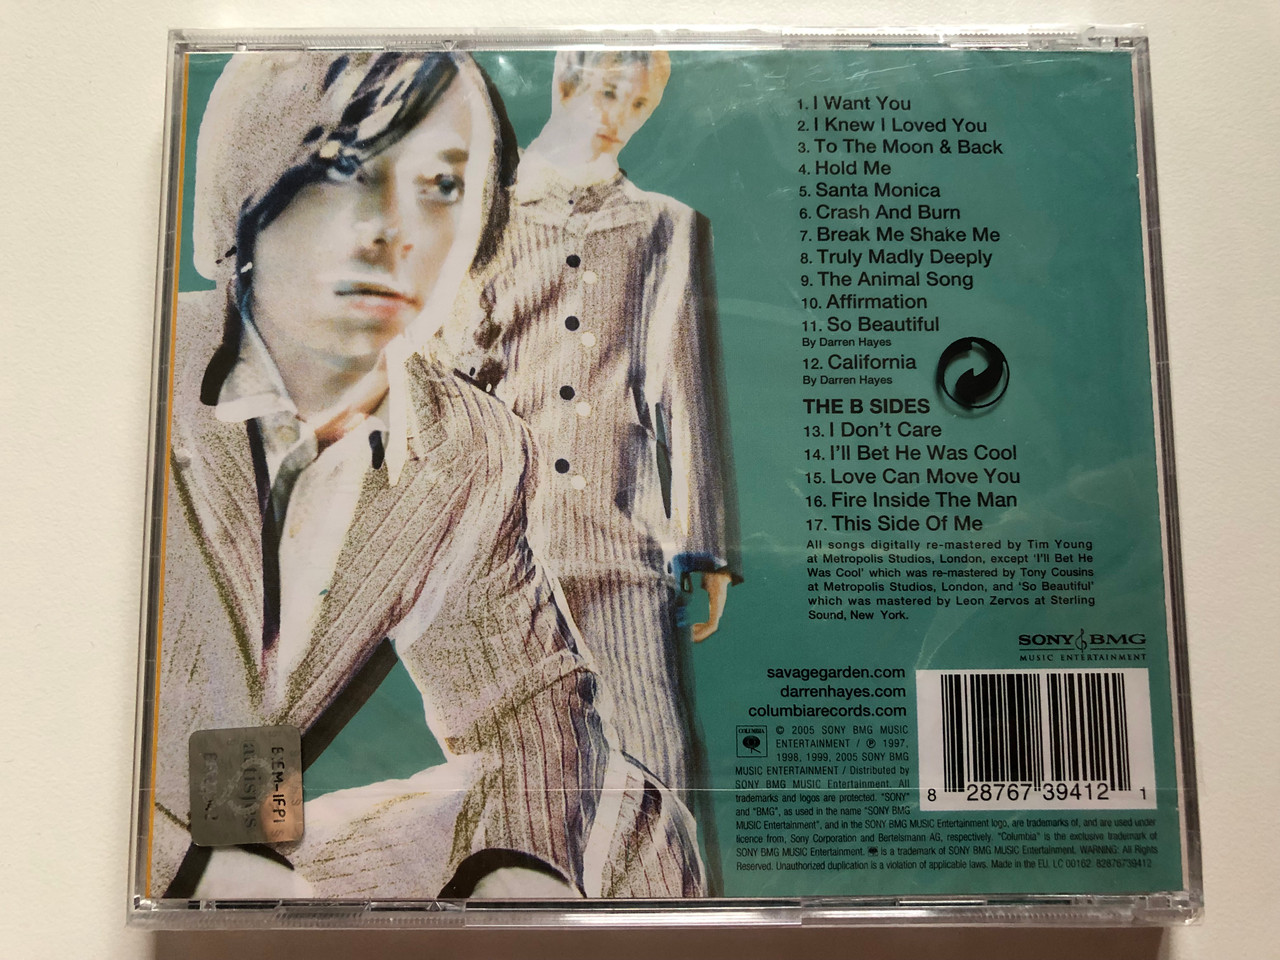 1. I Want You
2. I Knew I Loved You
3. To The Moon & Back
4. Hold Me
5. Santa Monica
6. Crash And Burn
7. Break Me Shake Me
8. Truly Madly Deeply
9. The Animal Song
10. Affirmation
11. So Beautiful
By Darren Hayes
12. California
By Darren Hayes
THE B SIDES
13. I Don't Care
14. I'll Bet He Was Cool
15. Love Can Move You
16. Fire Inside The Man
17. This Side Of Me
All songs digitally re-mastered by Tim Young
at Metropolis Studios, London, except 'I'll Bet He
Was Cool' which was re-mastered by Tony Cousins
at Metropolis Studios, London, and 'So Beautiful'
which was mastered by Leon Zervos at Sterling
Sound, New York.
SONY BMG
MUSIC ENTERTAINMENT
savagegarden.com
darrenhayes.com
columbiarecords.com
COLUMBIA
© 2005 SONY BMG MUSIC
ENTERTAINMENT / ℗ 1997,
1998, 1999, 2005 SONY BMG
MUSIC ENTERTAINMENT / Distributed by
SONY BMG MUSIC Entertainment. All
trademarks and logos are protected. "SONY"
and "BMG", as used in the name "SONY BMG
MUSIC Entertainment", and in the SONY BMG MUSIC Entertainment logo, are trademarks of, and are used under
licence from, Sony Corporation and Bertelsmann AG, respectively. "Columbia" is the exclusive trademark of
SONY BMG MUSIC Entertainment. is a trademark of SONY BMG MUSIC Entertainment. WARNING: All Rights
Reserved. Unauthorized duplication is a violation of applicable laws. Made in the EU. LC 00162 82876739412
8 28767 39412 1
BIEM-IFPI
artisjus